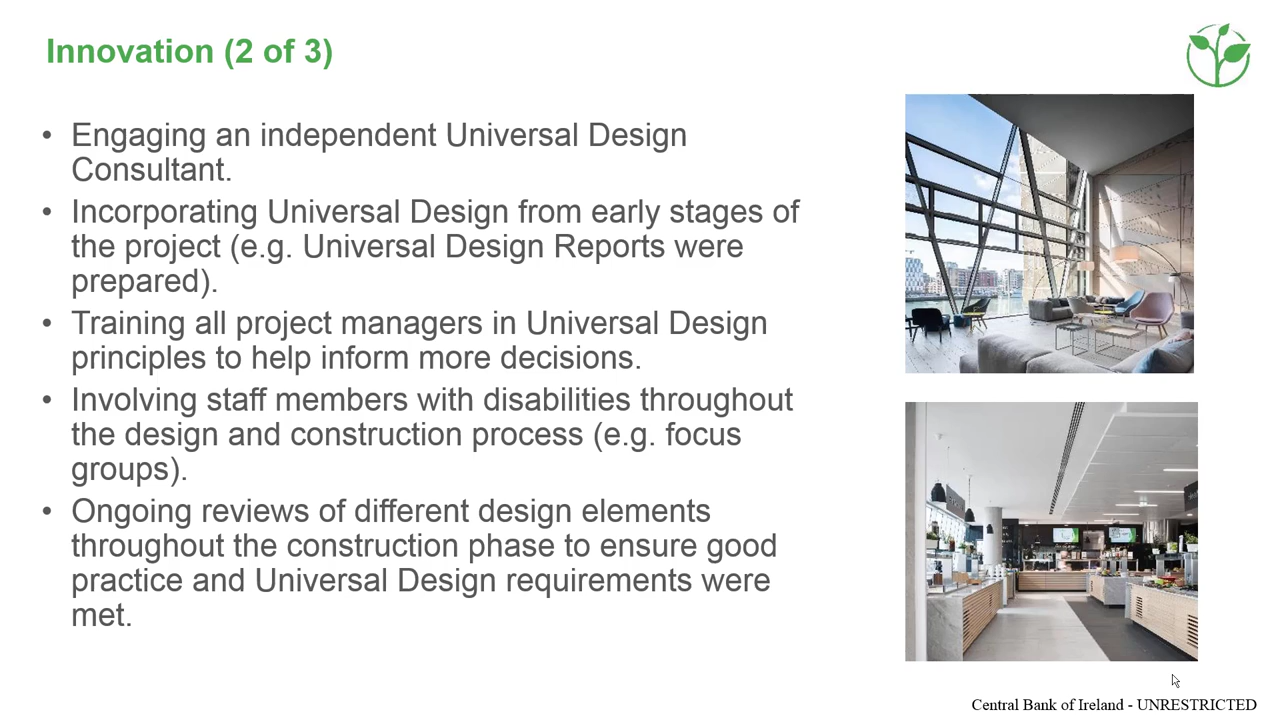 Innovation (2 of 3)
• Engaging an independent Universal Design
Consultant.
• Incorporating Universal Design from early stages of
the project (e.g. Universal Design Reports were
prepared).
• Training all project managers in Universal Design
principles to help inform more decisions.
• Involving staff members with disabilities throughout
the design and construction process (e.g. focus
groups).
• Ongoing reviews of different design elements
throughout the construction phase to ensure good
practice and Universal Design requirements were
met.
Central Bank of Ireland - UNRESTRICTED